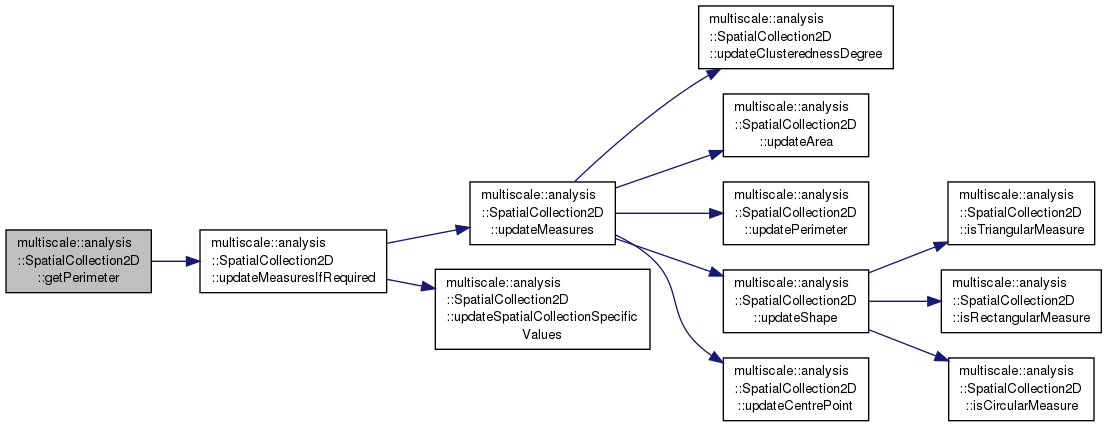 multiscale::analysis
::SpatialCollection2D
::getPerimeter
multiscale::analysis
::SpatialCollection2D
::updateMeasuresIfRequired
multiscale::analysis
::SpatialCollection2D
::updateMeasures
multiscale::analysis
::SpatialCollection2D
::updateSpatialCollectionSpecific
Values
multiscale::analysis
::SpatialCollection2D
::updateClusterednessDegree
multiscale::analysis
::SpatialCollection2D
::updateArea
multiscale::analysis
::SpatialCollection2D
::updatePerimeter
multiscale::analysis
::SpatialCollection2D
::updateShape
multiscale::analysis
::SpatialCollection2D
::updateCentrePoint
multiscale::analysis
::SpatialCollection2D
::isTriangularMeasure
multiscale::analysis
::SpatialCollection2D
::isRectangularMeasure
multiscale::analysis
::SpatialCollection2D
::isCircularMeasure